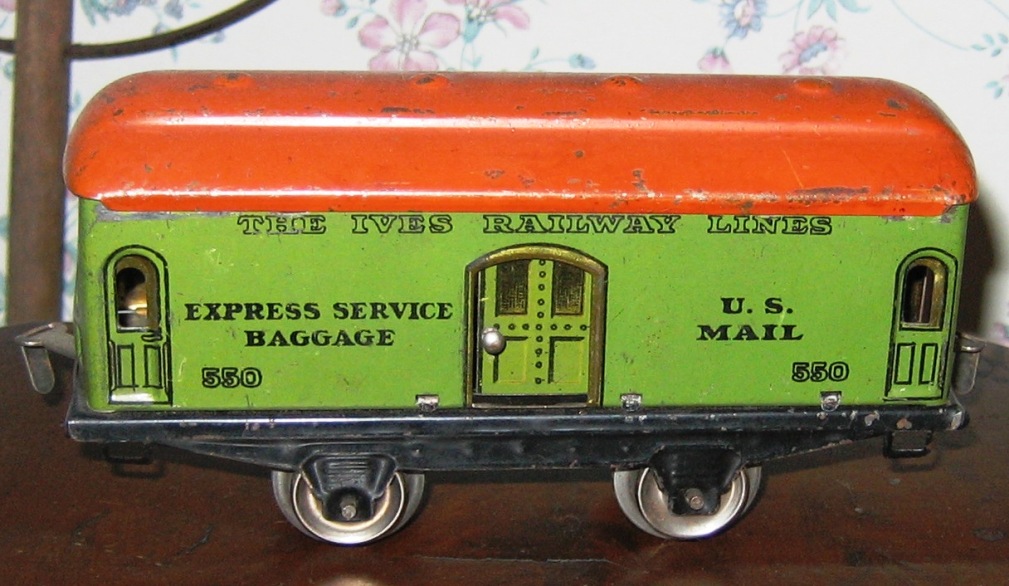 THE IVES RAILWAY LINES
EXPRESS SERVICE
BAGGAGE
550
U. S.
MAIL
550